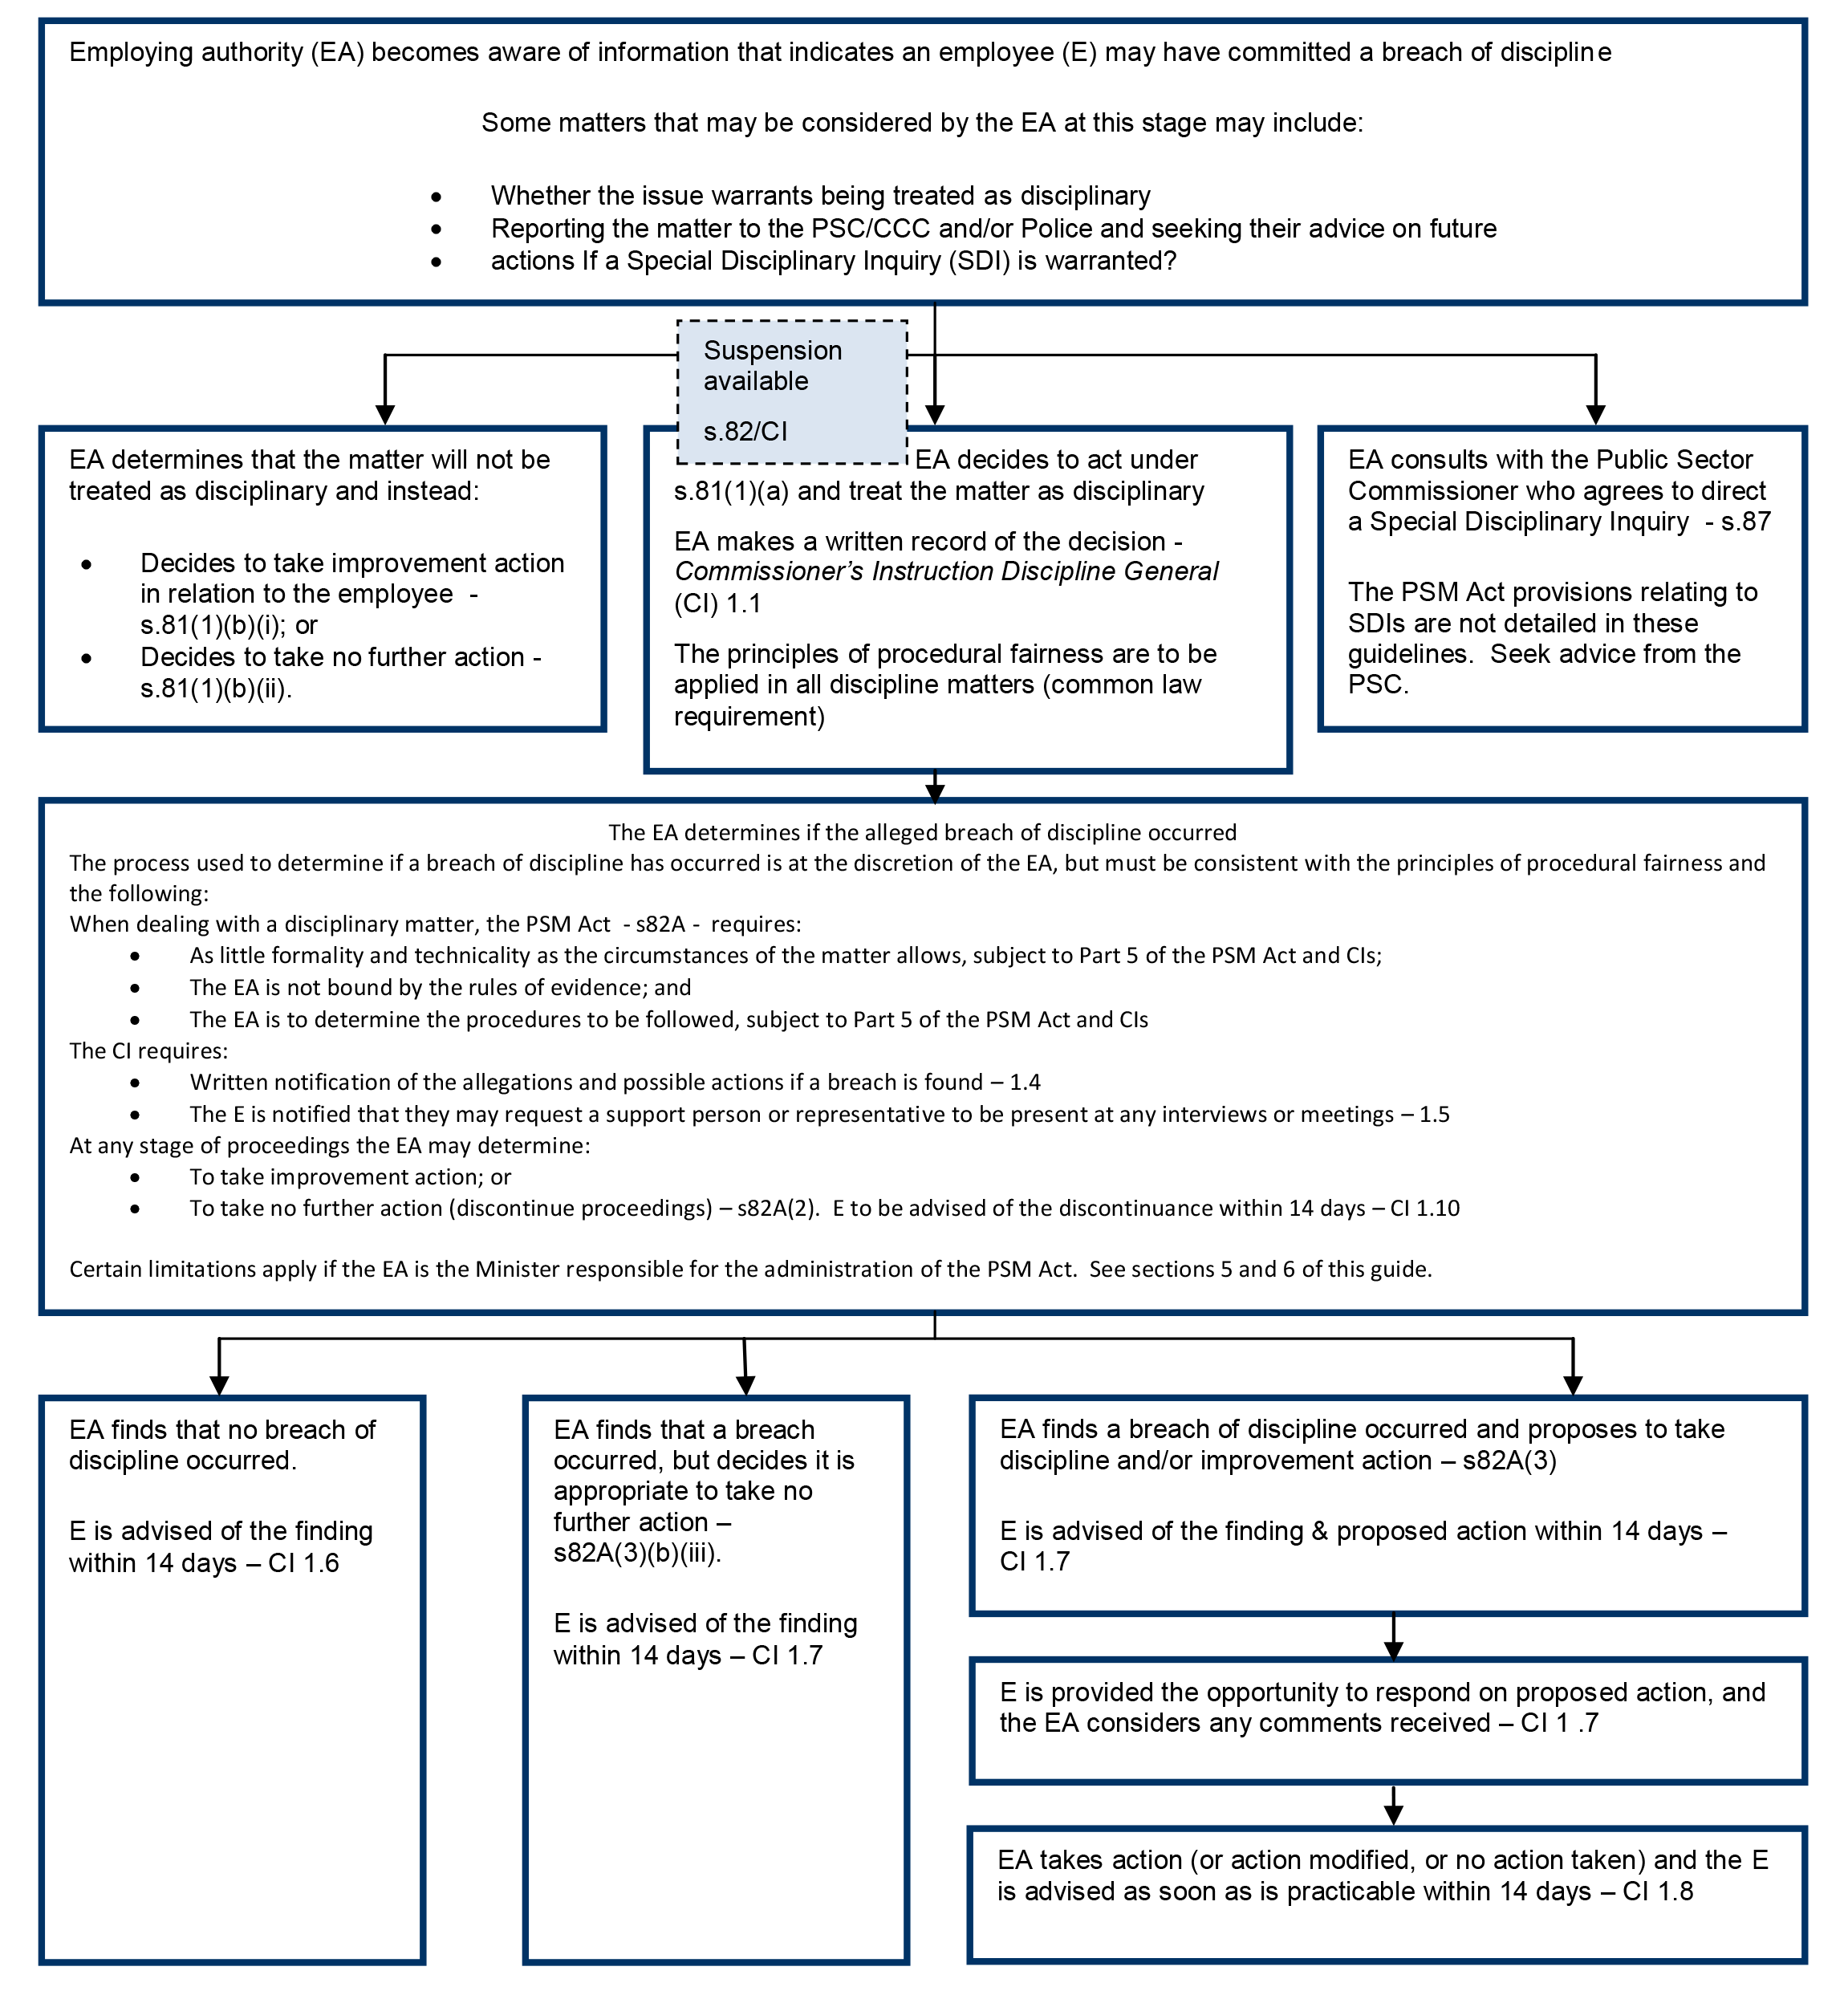 Employing authority (EA) becomes aware of information that indicates an employee (E) may have committed a breach of discipline
Some matters that may be considered by the EA at this stage may include:
• Whether the issue warrants being treated as disciplinary
• Reporting the matter to the PSC/CCC and/or Police and seeking their advice on future
• actions If a Special Disciplinary Inquiry (SDI) is warranted?
Suspension
available
s.82/CI
EA determines that the matter will not be
treated as disciplinary and instead:
• Decides to take improvement action
in relation to the employee -
s.81(1)(b)(i); or
• Decides to take no further action -
s.81(1)(b)(ii).
EA decides to act under
s.81(1)(a) and treat the matter as disciplinary
EA makes a written record of the decision -
Commissioner’s Instruction Discipline General
(CI) 1.1
The principles of procedural fairness are to be
applied in all discipline matters (common law
requirement)
EA consults with the Public Sector
Commissioner who agrees to direct
a Special Disciplinary Inquiry - s.87
The PSM Act provisions relating to
SDIs are not detailed in these
guidelines. Seek advice from the
PSC.
The EA determines if the alleged breach of discipline occurred
The process used to determine if a breach of discipline has occurred is at the discretion of the EA, but must be consistent with the principles of procedural fairness and
the following:
When dealing with a disciplinary matter, the PSM Act - s82A - requires:
• As little formality and technicality as the circumstances of the matter allows, subject to Part 5 of the PSM Act and CIs;
• The EA is not bound by the rules of evidence; and
• The EA is to determine the procedures to be followed, subject to Part 5 of the PSM Act and CIs
The CI requires:
• Written notification of the allegations and possible actions if a breach is found – 1.4
• The E is notified that they may request a support person or representative to be present at any interviews or meetings – 1.5
At any stage of proceedings the EA may determine:
• To take improvement action; or
• To take no further action (discontinue proceedings) – s82A(2). E to be advised of the discontinuance within 14 days – CI 1.10
Certain limitations apply if the EA is the Minister responsible for the administration of the PSM Act. See sections 5 and 6 of this guide.
EA finds that no breach of
discipline occurred.
E is advised of the finding
within 14 days – CI 1.6
EA finds that a breach
occurred, but decides it is
appropriate to take no
further action –
s82A(3)(b)(iii).
E is advised of the finding
within 14 days – CI 1.7
EA finds a breach of discipline occurred and proposes to take
discipline and/or improvement action – s82A(3)
E is advised of the finding & proposed action within 14 days –
CI 1.7
E is provided the opportunity to respond on proposed action, and
the EA considers any comments received – CI 1 .7
EA takes action (or action modified, or no action taken) and the E
is advised as soon as is practicable within 14 days – CI 1.8